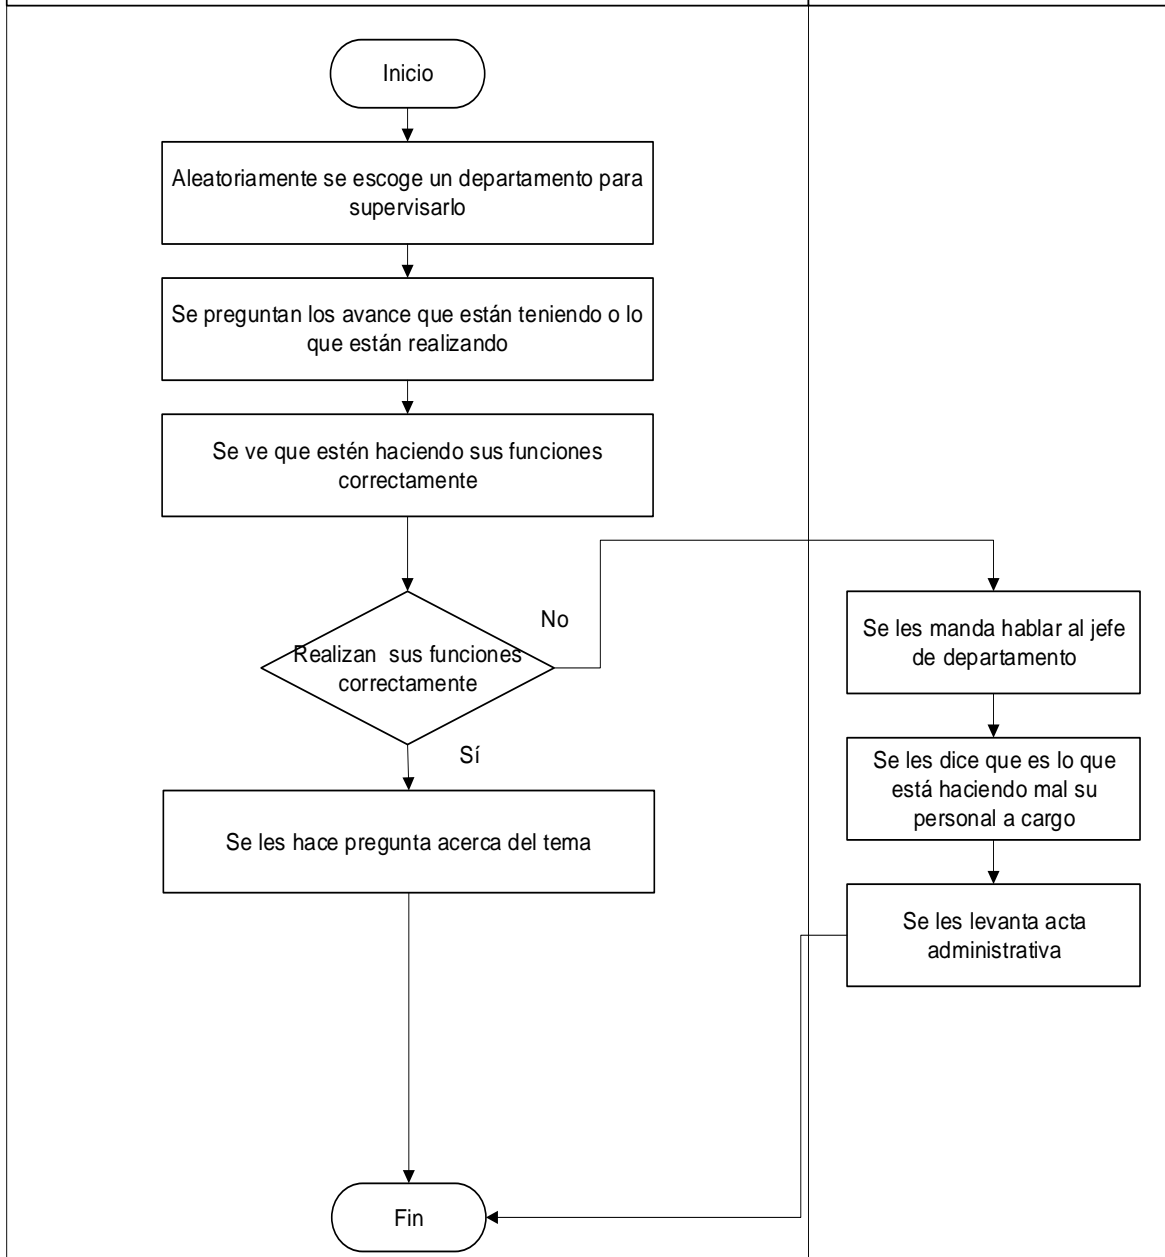 Inicio
Aleatoriamente se escoge un departamento para
supervisarlo
Se preguntan los avance que están teniendo o lo
que están realizando
Se ve que estén haciendo sus funciones
correctamente
No
Realizan sus funciones
correctamente
Sí
Se les hace pregunta acerca del tema
Se les manda hablar al jefe
de departamento
Se les dice que es lo que
está haciendo mal su
personal a cargo
Se les levanta acta
administrativa
Fin